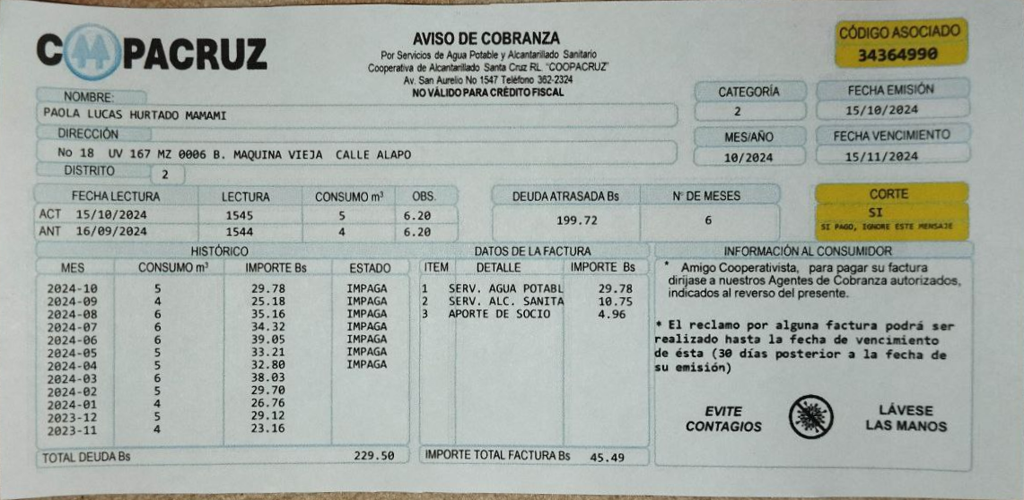 COOPACRUZ
AVISO DE COBRANZA
Por Servicios de Agua Potable y Alcantarillado Sanitario
Cooperativa de Alcantarillado Santa Cruz RL. "COOPACRUZ"
Av. San Aurelio No 1547 Teléfono 362-2324
NO VÁLIDO PARA CRÉDITO FISCAL
CÓDIGO ASOCIADO
34364990
NOMBRE:
PAOLA LUCAS HURTADO MAMAMI
CATEGORÍA
2
FECHA EMISIÓN
15/10/2024
DIRECCIÓN
No 18 UV 167 MZ 0006 B. MAQUINA VIEJA CALLE ALAPO
MES/AÑO
10/2024
FECHA VENCIMIENTO
15/11/2024
DISTRITO 2
FECHA LECTURA LECTURA CONSUMO m³ OBS.
ACT 15/10/2024 1545 5 6.20
ANT 16/09/2024 1544 4 6.20
DEUDA ATRASADA Bs N° DE MESES
199.72 6
CORTE
SI
SI PAGO, IGNORE ESTE MENSAJE
HISTÓRICO
MES CONSUMO m³ IMPORTE Bs ESTADO
2024-10 5 29.78 IMPAGA
2024-09 4 25.18 IMPAGA
2024-08 6 35.16 IMPAGA
2024-07 6 34.32 IMPAGA
2024-06 6 39.05 IMPAGA
2024-05 5 33.21 IMPAGA
2024-04 5 32.80 IMPAGA
2024-03 6 38.03
2024-02 5 29.70
2024-01 4 26.76
2023-12 5 29.12
2023-11 4 23.16
TOTAL DEUDA Bs 229.50
DATOS DE LA FACTURA
ITEM DETALLE IMPORTE Bs
1 SERV. AGUA POTABL 29.78
2 SERV. ALC. SANITA 10.75
3 APORTE DE SOCIO 4.96
IMPORTE TOTAL FACTURA Bs 45.49
INFORMACIÓN AL CONSUMIDOR
* Amigo Cooperativista, para pagar su factura
diríjase a nuestros Agentes de Cobranza autorizados,
indicados al reverso del presente.
* El reclamo por alguna factura podrá ser
realizado hasta la fecha de vencimiento
de ésta (30 días posterior a la fecha de
su emisión)
EVITE
CONTAGIOS
LÁVESE
LAS MANOS